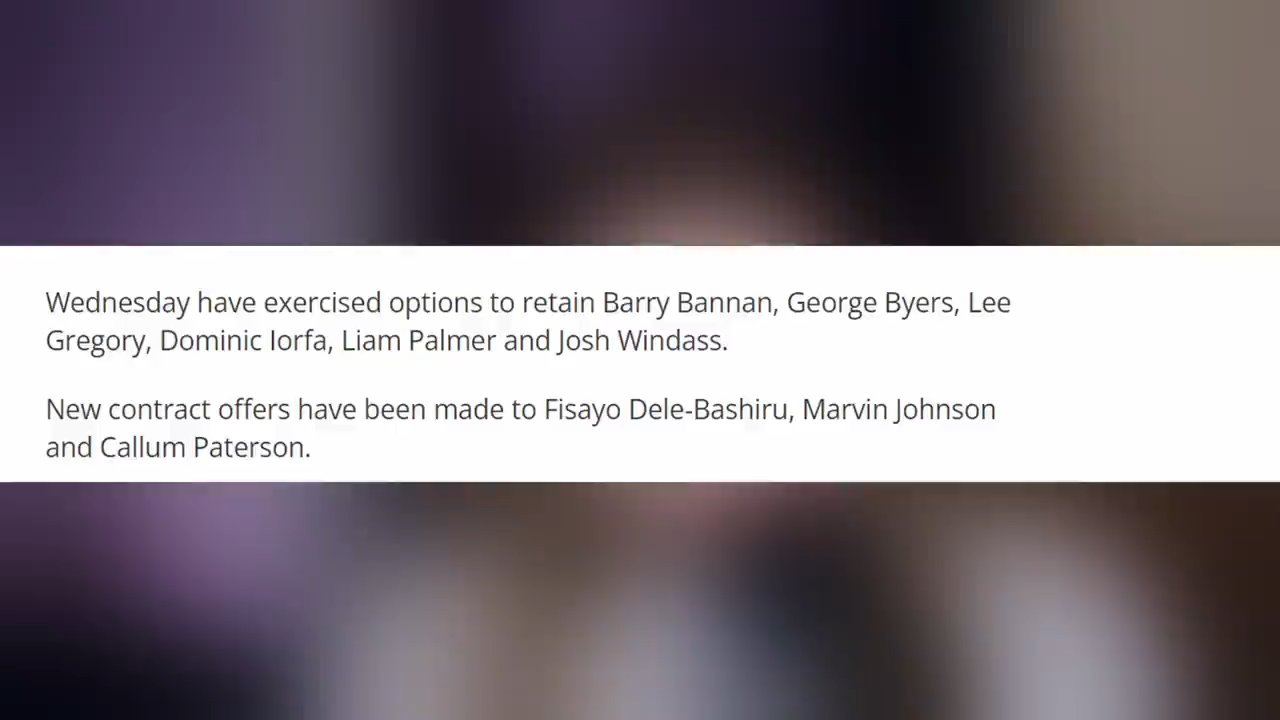 Wednesday have exercised options to retain Barry Bannan, George Byers, Lee
Gregory, Dominic Iorfa, Liam Palmer and Josh Windass.
New contract offers have been made to Fisayo Dele-Bashiru, Marvin Johnson
and Callum Paterson.